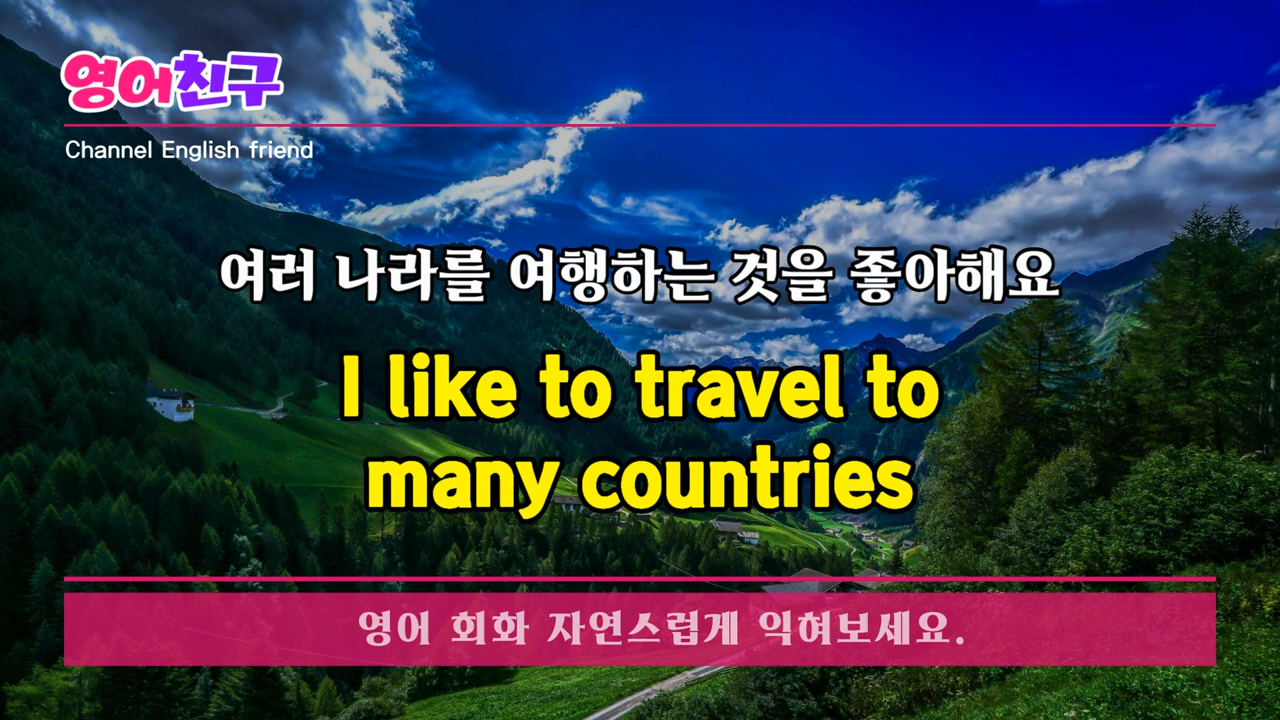 영어친구
Channel English friend
여러 나라를 여행하는 것을 좋아해요
I like to travel to
many countries
영어 회화 자연스럽게 익혀보세요.